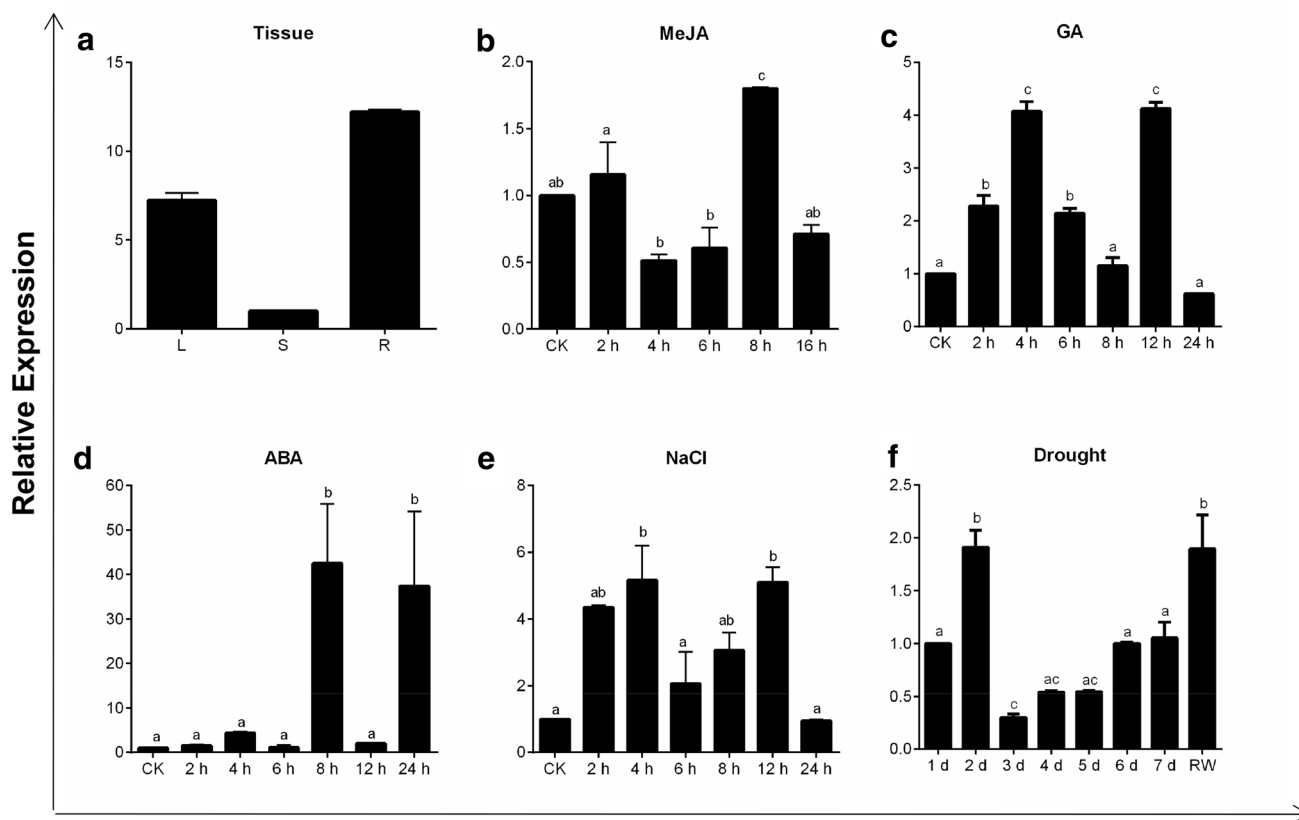 Relative Expression
a
Tissue
15
10
5
0
L S R
b
MeJA
2.0
1.5
1.0
0.5
0.0
ab a b b c ab
CK 2 h 4 h 6 h 8 h 16 h
c
GA
5
4
3
2
1
0
a b c b a c a
CK 2 h 4 h 6 h 8 h 12 h 24 h
d
ABA
60
50
40
30
20
10
0
a a a a b a b
CK 2 h 4 h 6 h 8 h 12 h 24 h
e
NaCl
8
6
4
2
0
a ab b a ab b a
CK 2 h 4 h 6 h 8 h 12 h 24 h
f
Drought
2.5
2.0
1.5
1.0
0.5
0.0
a b c ac ac a a b
1 d 2 d 3 d 4 d 5 d 6 d 7 d RW